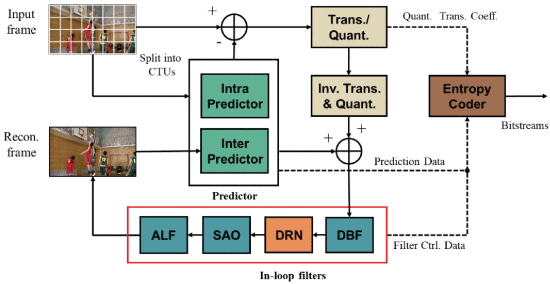 Input
frame
+
-
Trans./
Quant.
Quant. Trans. Coeff.
Split into
CTUs
Intra
Predictor
Inv. Trans.
& Quant.
Entropy
Coder
Bitstreams
Recon.
frame
Inter
Predictor
+
+
Prediction Data
Predictor
ALF
SAO
DRN
DBF
Filter Ctrl. Data
In-loop filters